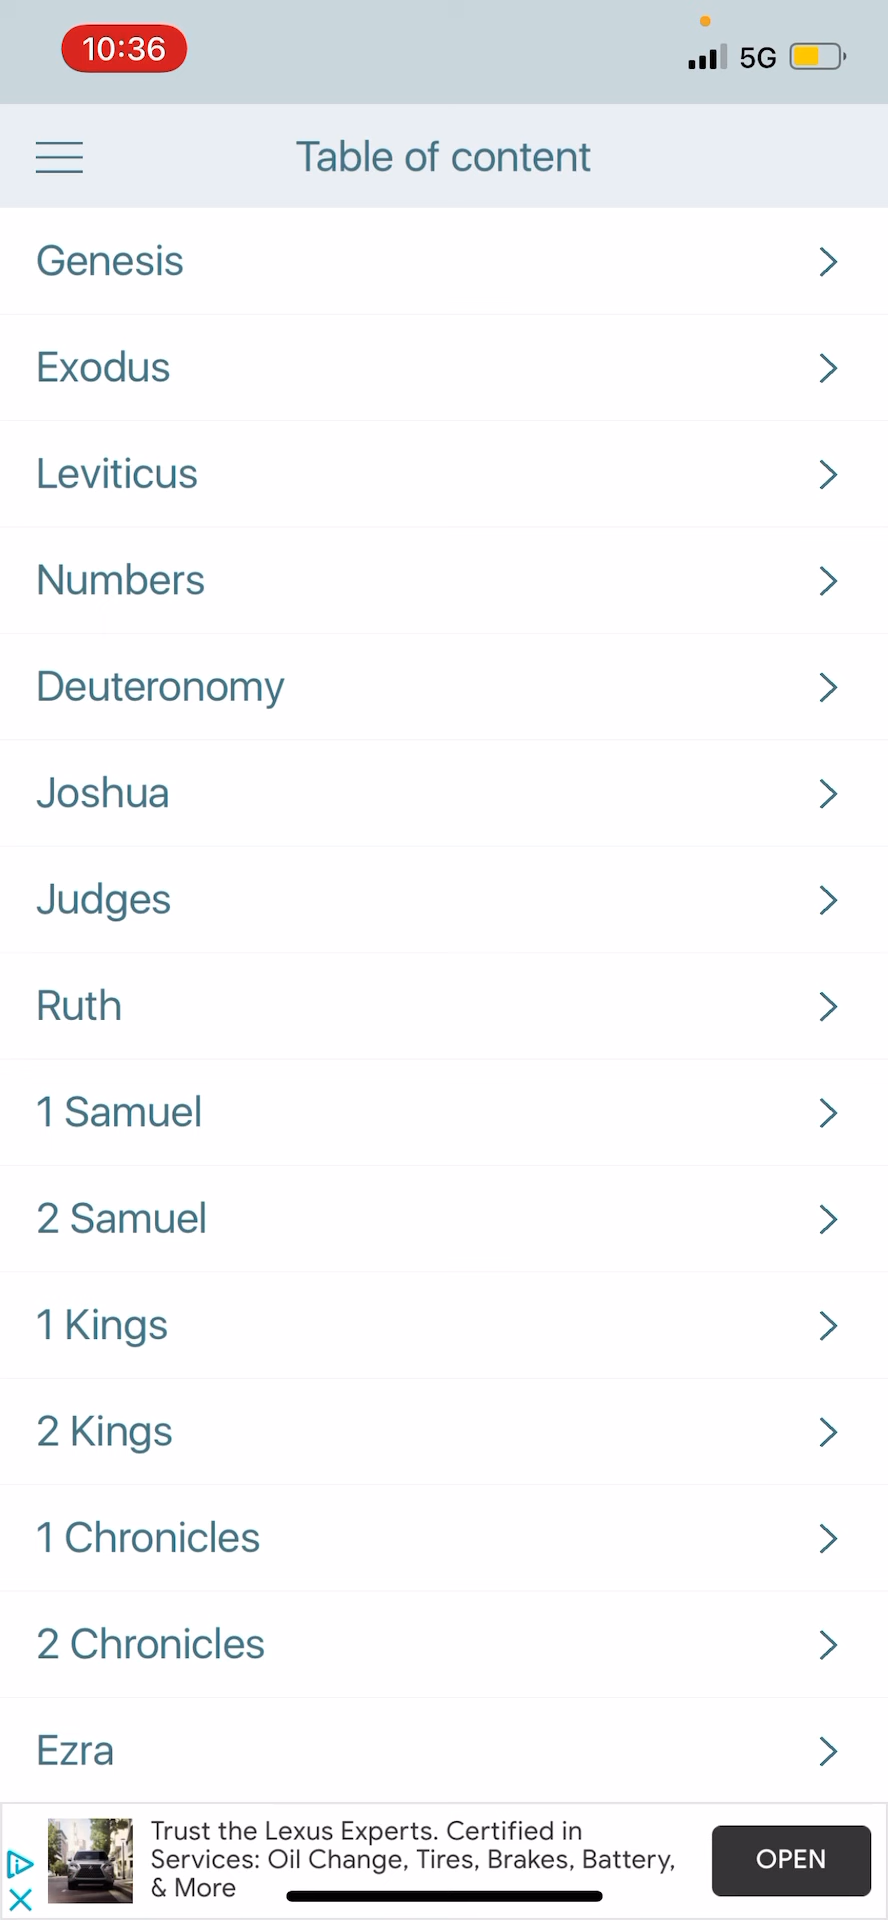 10:36
5G
Table of content
Genesis
Exodus
Leviticus
Numbers
Deuteronomy
Joshua
Judges
Ruth
1 Samuel
2 Samuel
1 Kings
2 Kings
1 Chronicles
2 Chronicles
Ezra
Trust the Lexus Experts. Certified in
Services: Oil Change, Tires, Brakes, Battery,
& More
OPEN